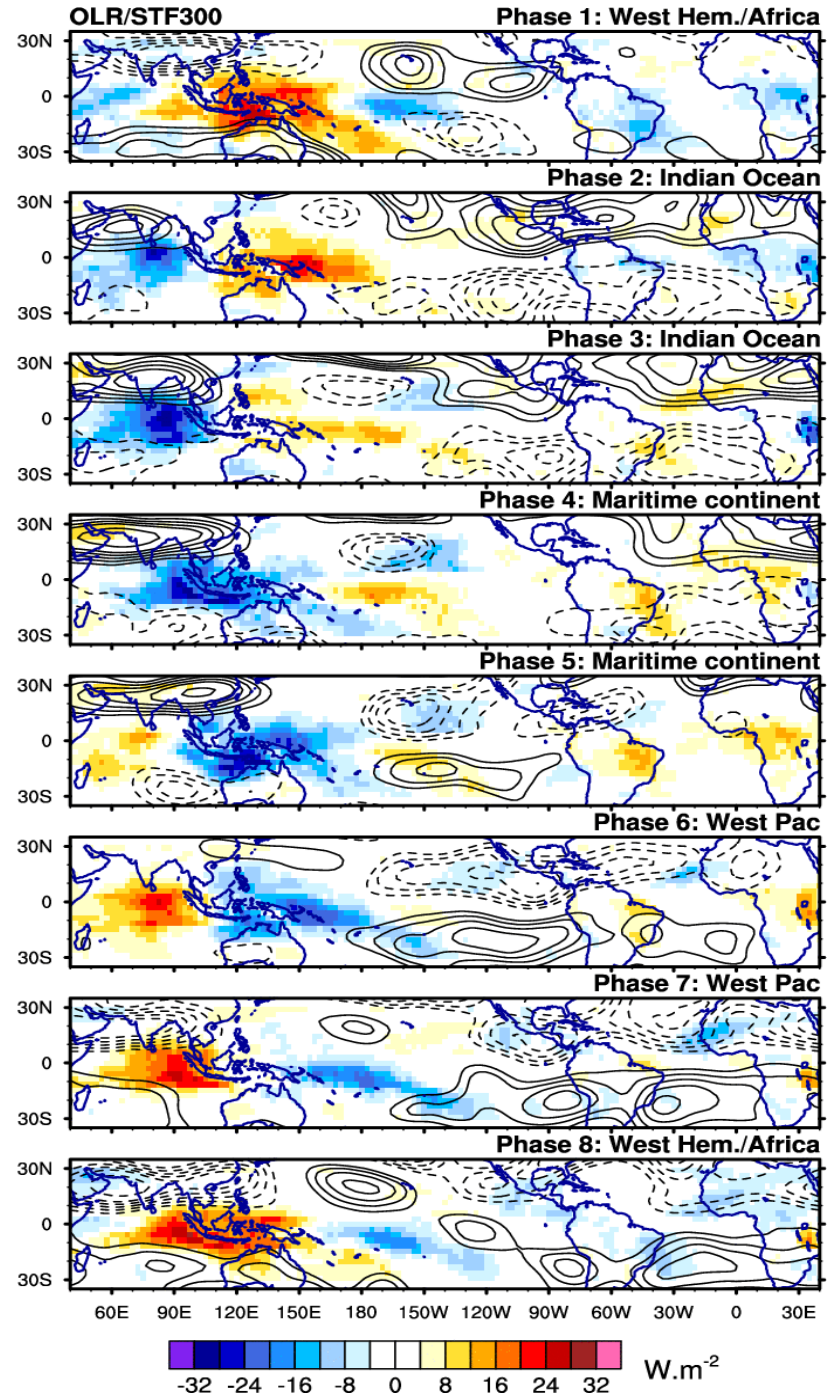 OLR/STF300 Phase 1: West Hem./Africa
30N
0
30S
Phase 2: Indian Ocean
30N
0
30S
Phase 3: Indian Ocean
30N
0
30S
Phase 4: Maritime continent
30N
0
30S
Phase 5: Maritime continent
30N
0
30S
Phase 6: West Pac
30N
0
30S
Phase 7: West Pac
30N
0
30S
Phase 8: West Hem./Africa
30N
0
30S
60E 90E 120E 150E 180 150W 120W 90W 60W 30W 0 30E
-32 -24 -16 -8 0 8 16 24 32 W.m-2